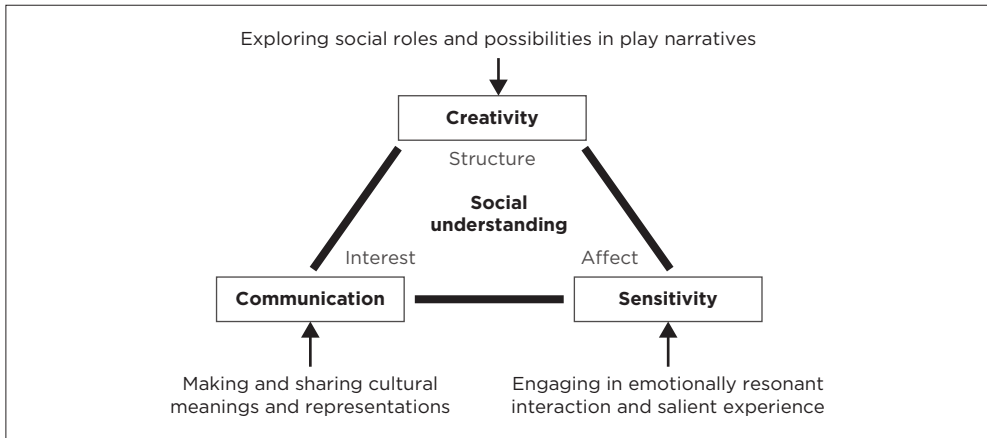 Exploring social roles and possibilities in play narratives
Creativity
Structure
Social
understanding
Interest
Affect
Communication
Sensitivity
Making and sharing cultural
meanings and representations
Engaging in emotionally resonant
interaction and salient experience